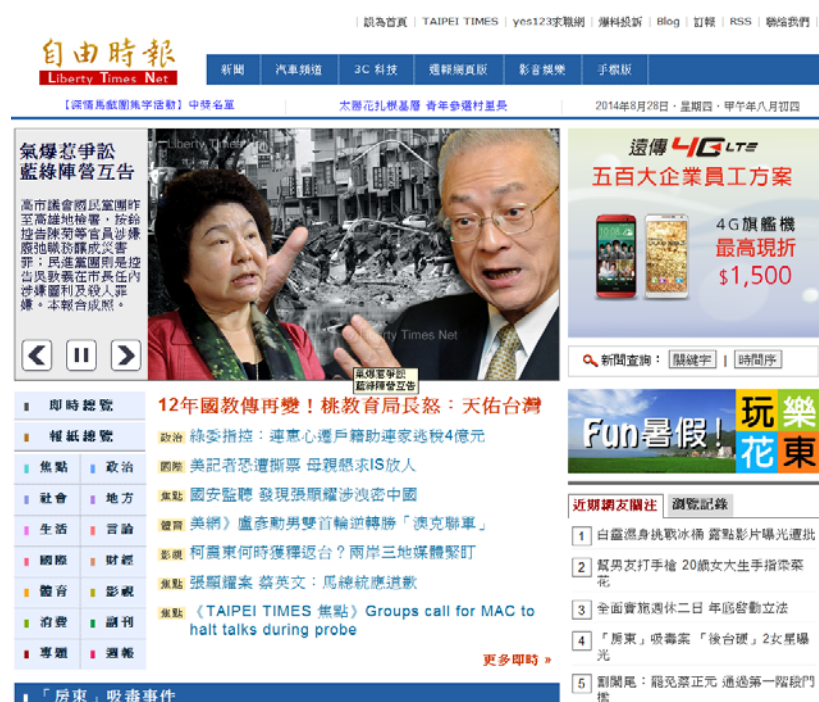 設為首頁 | TAIPEI TIMES | yes123求職網 | 爆料投訴 | Blog | 訂報 | RSS | 聯絡我們
自由時報
Liberty Times Net
新聞 汽車頻道 3C 科技 週報網頁版 影音娛樂 手機版
【深情馬戲團集字活動】中獎名單
太陽花扎根基層 青年參選村里長
2014年8月28日・星期四・甲午年八月初四
氣爆惹爭訟
藍綠陣營互告
高市議會國民黨團昨
至高雄地檢署，按鈴
控告陳菊等官員涉嫌
廢弛職務釀成災害
罪；民進黨團則是控
告吳敦義在市長任內
涉嫌圖利及殺人罪
嫌。本報合成照。
Liberty Times Net
Liberty Times Net
氣爆惹爭訟
藍綠陣營互告
遠傳 4G LTE
五百大企業員工方案
4G旗艦機
最高現折
$1,500
新聞查詢： 關鍵字 | 時間序
Fun暑假！ 玩樂花東
即時總覽
報紙總覽
焦點 政治
社會 地方
生活 言論
國際 財經
體育 影視
消費 副刊
專題 週報
12年國教傳再變！桃教育局長怒：天佑台灣
政治 綠委指控：連惠心遷戶籍助連家逃稅4億元
國際 美記者恐遭撕票 母親懇求IS放人
焦點 國安監聽 發現張顯耀涉洩密中國
體育 美網》盧彥勳男雙首輪逆轉勝「澳克聯軍」
影視 柯震東何時獲釋返台？兩岸三地媒體緊盯
焦點 張顯耀案 蔡英文：馬總統應道歉
焦點 《TAIPEI TIMES 焦點》Groups call for MAC to
halt talks during probe
更多即時 »
近期網友關注 瀏覽記錄
1 白靈濕身挑戰冰桶 露點影片曝光遭批
2 幫男友打手槍 20歲女大生手指染菜
花
3 全面實施週休二日 年底啟動立法
4 「房東」吸毒案 「後台硬」2女星曝
光
5 割闌尾：罷免蔡正元 通過第一階段門
檻
「房東」吸毒事件